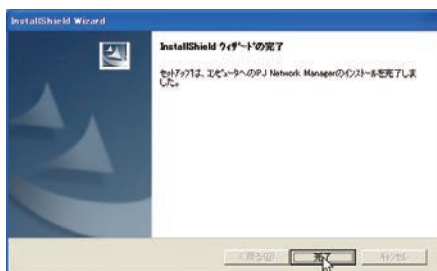 InstallShield Wizard
InstallShield ウィザードの完了
セットアップは、コンピュータへのPJ Network Managerのインストールを完了しま
した。
< 戻る(B)
完了
キャンセル